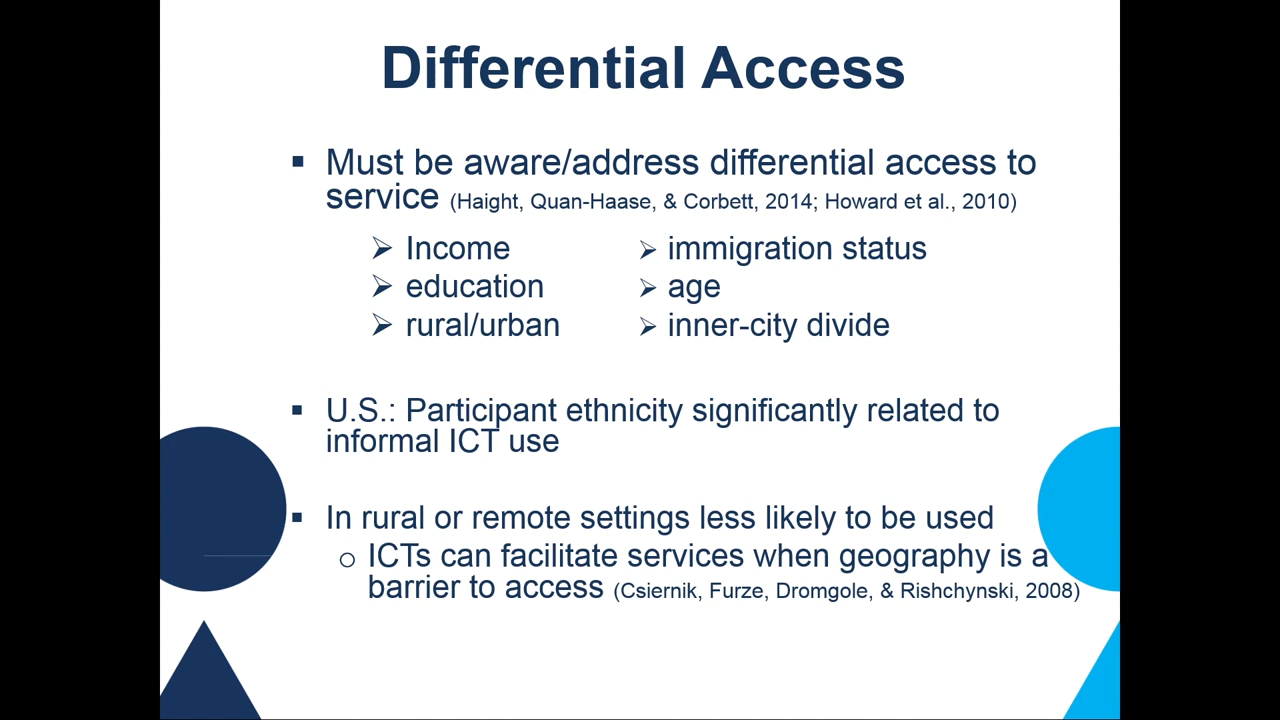 Differential Access
▪ Must be aware/address differential access to
service (Haight, Quan-Haase, & Corbett, 2014; Howard et al., 2010)
➢ Income
➢ education
➢ rural/urban
➢ immigration status
➢ age
➢ inner-city divide
▪ U.S.: Participant ethnicity significantly related to
informal ICT use
▪ In rural or remote settings less likely to be used
o ICTs can facilitate services when geography is a
barrier to access (Csiernik, Furze, Dromgole, & Rishchynski, 2008)